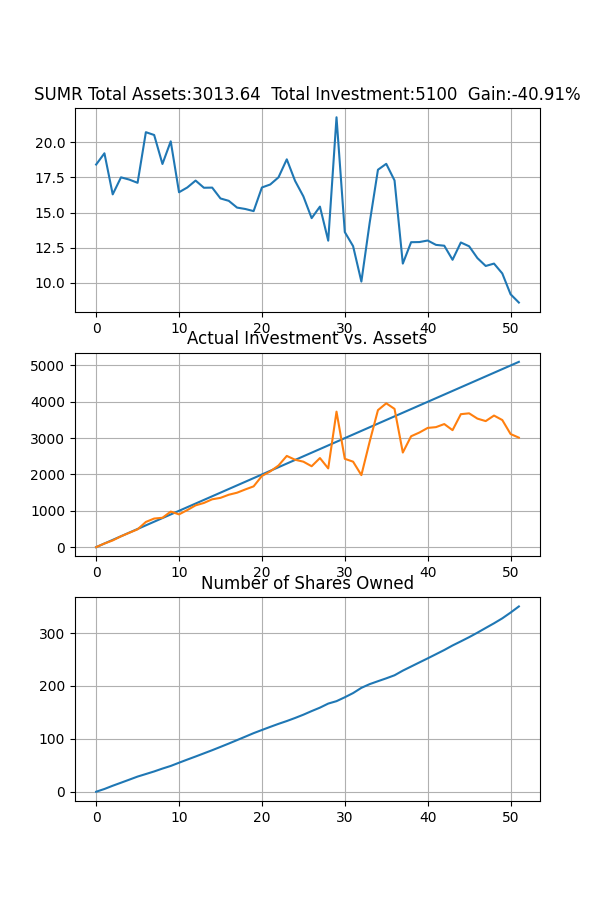 SUMR Total Assets:3013.64  Total Investment:5100  Gain:-40.91%
20.0
17.5
15.0
12.5
10.0
0 10 20 30 40 50
Actual Investment vs. Assets
5000
4000
3000
2000
1000
0
0 10 20 30 40 50
Number of Shares Owned
300
200
100
0
0 10 20 30 40 50